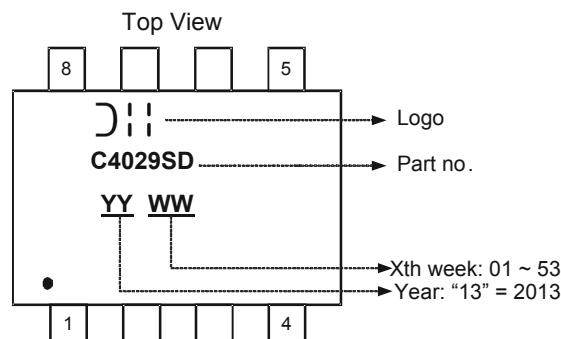 Top View
8 5
Logo
C4029SD Part no.
YY WW
Xth week: 01 ~ 53
Year: “13” = 2013
1 4